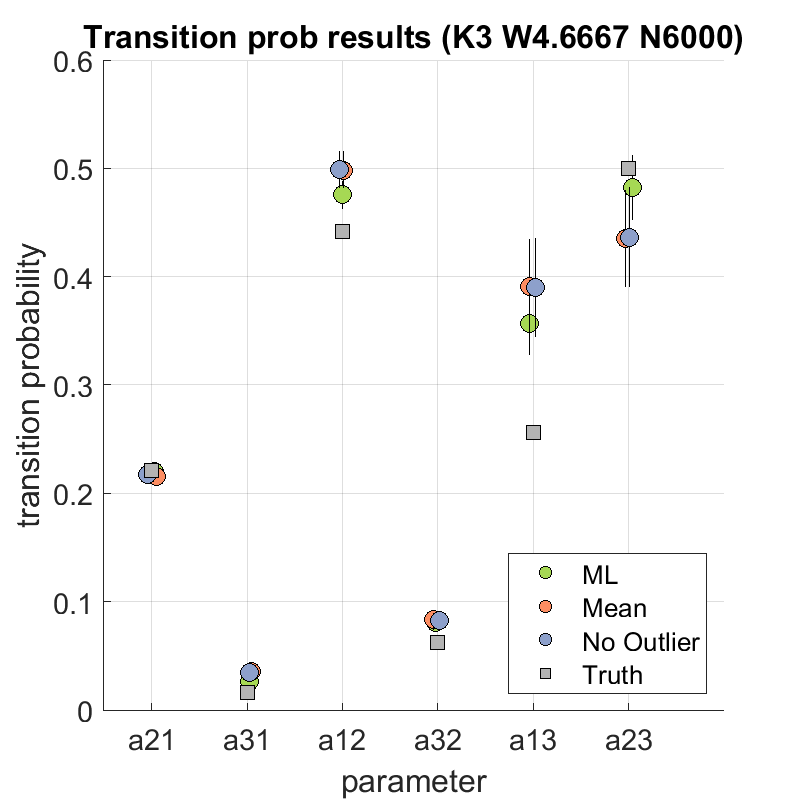 Transition prob results (K3 W4.6667 N6000)
0.6
0.5
0.4
0.3
0.2
0.1
0
transition probability
ML
Mean
No Outlier
Truth
a21 a31 a12 a32 a13 a23
parameter